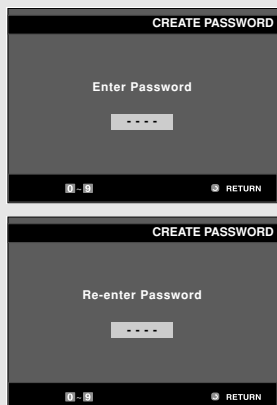 CREATE PASSWORD
Enter Password
- - - -
0 ~ 9 RETURN
CREATE PASSWORD
Re-enter Password
- - - -
0 ~ 9 RETURN